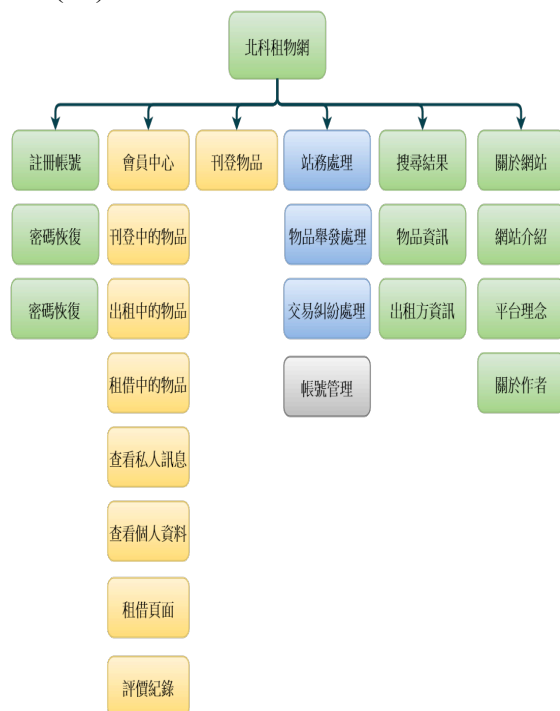 北科租物網
註冊帳號
會員中心
刊登物品
站務處理
搜尋結果
關於網站
密碼恢復
刊登中的物品
物品舉發處理
物品資訊
網站介紹
密碼恢復
出租中的物品
交易糾紛處理
出租方資訊
平台理念
租借中的物品
帳號管理
關於作者
查看私人訊息
查看個人資料
租借頁面
評價紀錄